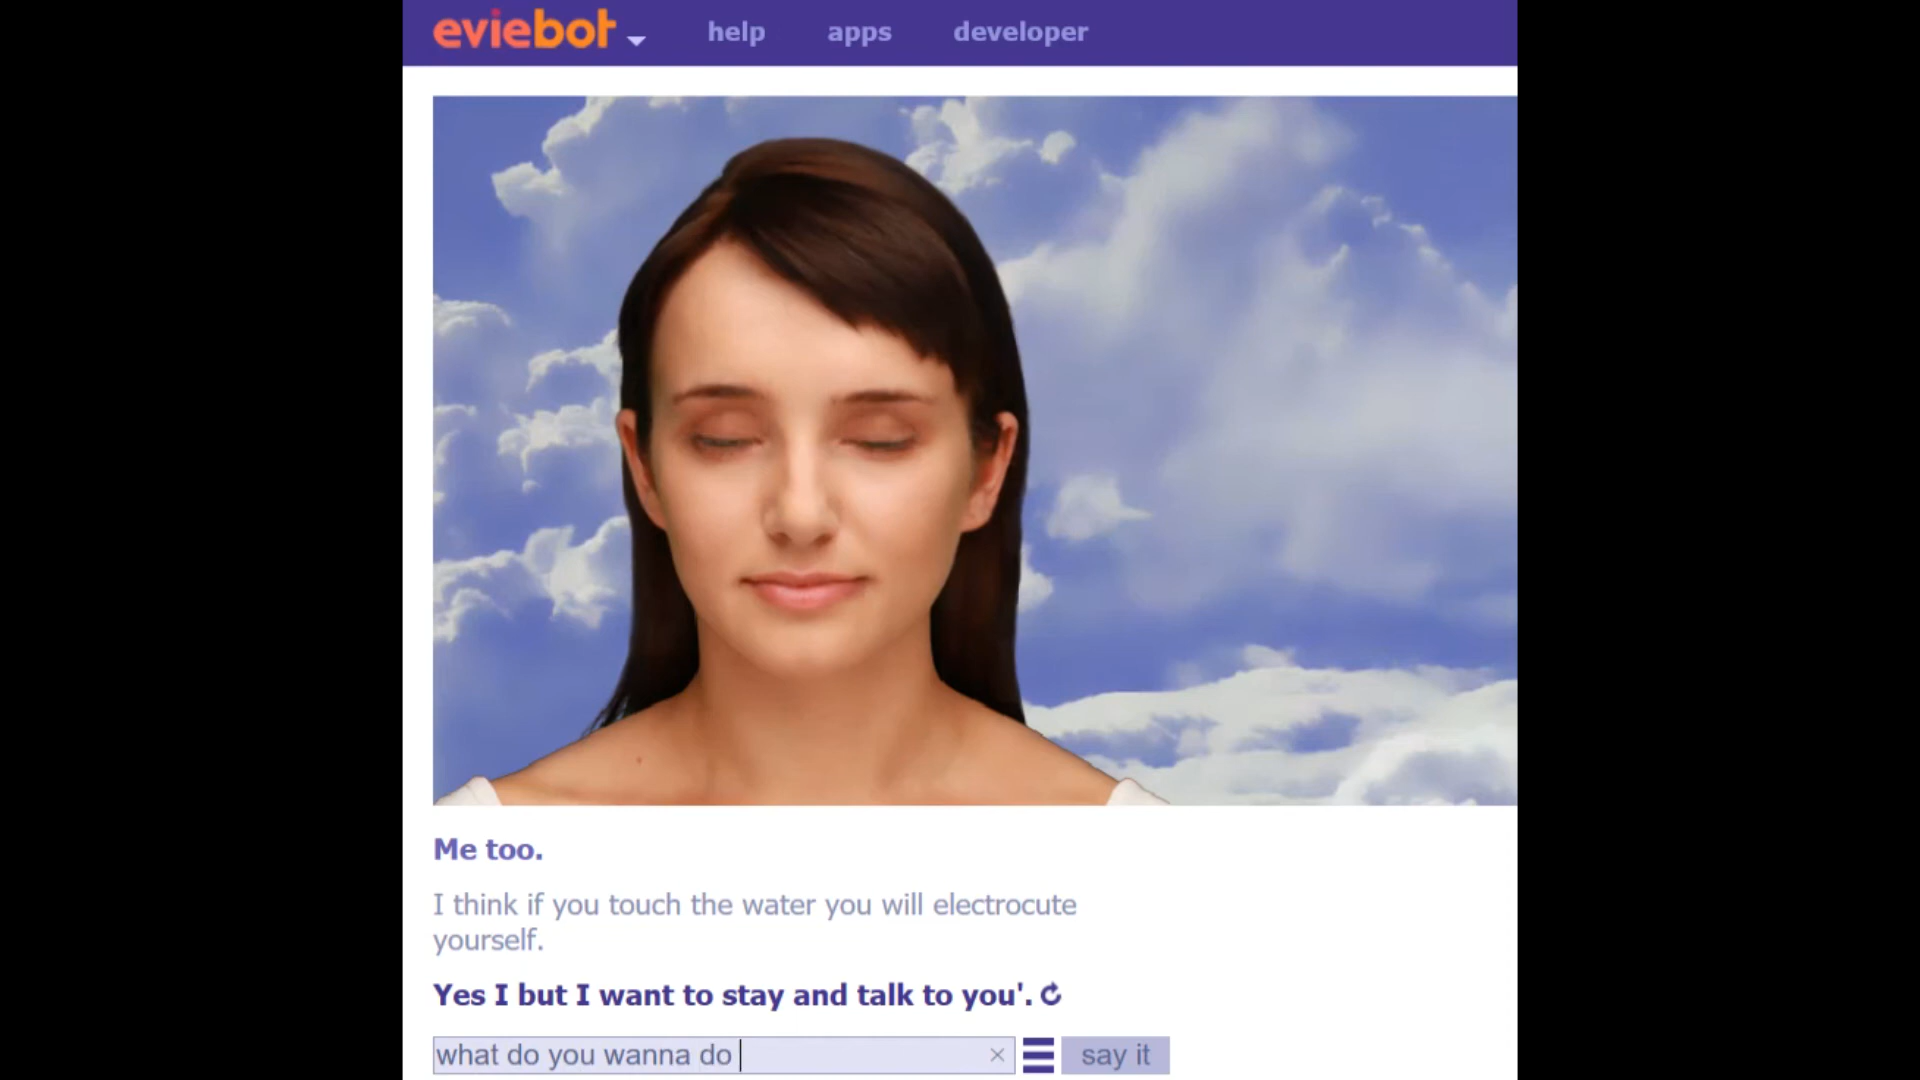 eviebot help apps developer
Me too.
I think if you touch the water you will electrocute
yourself.
Yes I but I want to stay and talk to you'.
what do you wanna do say it